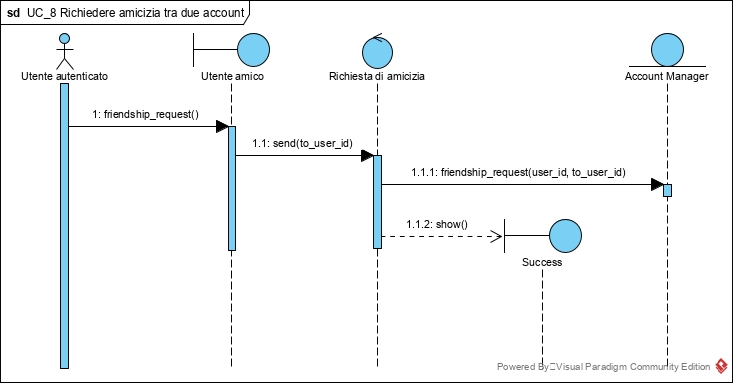 sd UC_8 Richiedere amicizia tra due account
Utente autenticato
Utente amico
Richiesta di amicizia
Account Manager
1: friendship_request()
1.1: send(to_user_id)
1.1.1: friendship_request(user_id, to_user_id)
1.1.2: show()
Success
Powered By Visual Paradigm Community Edition